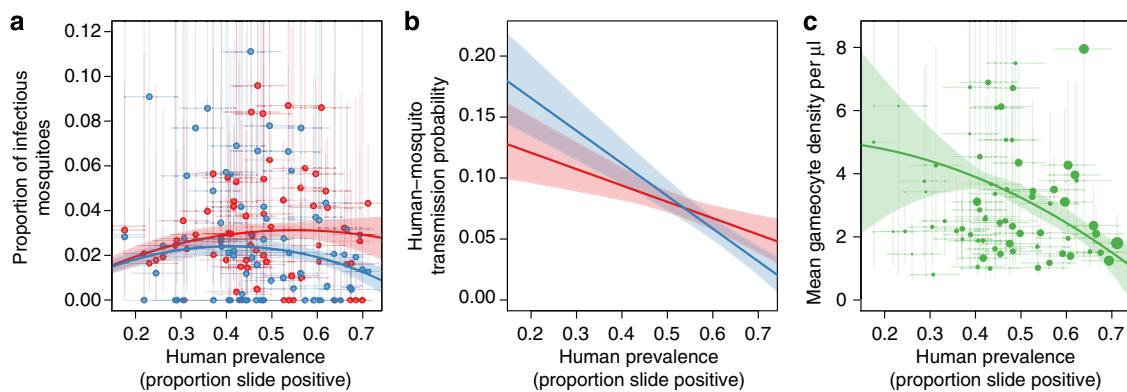 a
Proportion of infectious
mosquitoes
0.12
0.10
0.08
0.06
0.04
0.02
0.00
0.2 0.3 0.4 0.5 0.6 0.7
Human prevalence
(proportion slide positive)
b
Human–mosquito
transmission probability
0.20
0.15
0.10
0.05
0.00
0.2 0.3 0.4 0.5 0.6 0.7
Human prevalence
(proportion slide positive)
c
Mean gameocyte density per µl
8
6
4
2
0
0.2 0.3 0.4 0.5 0.6 0.7
Human prevalence
(proportion slide positive)